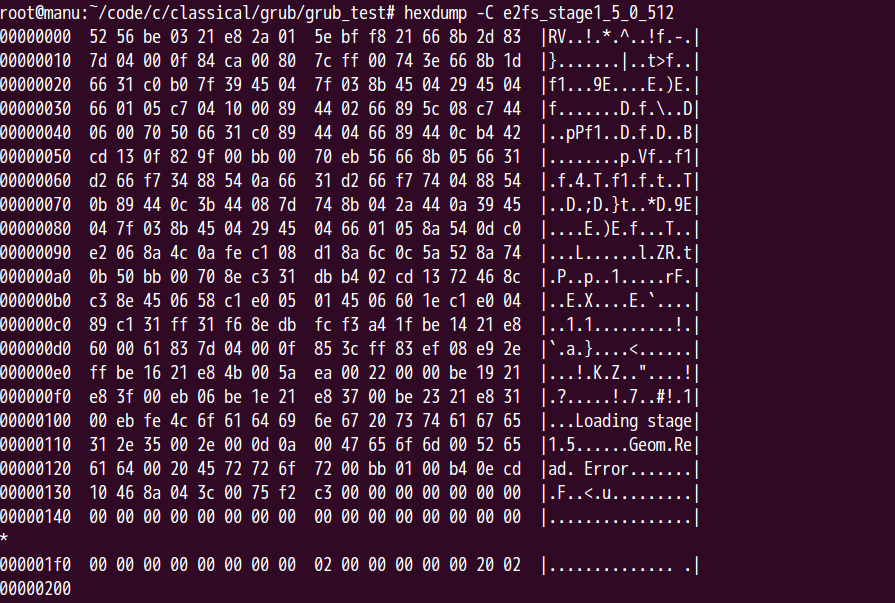 root@manu:~/code/c/classical/grub/grub_test# hexdump -C e2fs_stage1_5_0_512
00000000  52 56 be 03 21 e8 2a 01  5e bf f8 21 66 8b 2d 83  |RV..!.*.^..!f.-.|
00000010  7d 04 00 0f 84 ca 00 80  7c ff 00 74 3e 66 8b 1d  |}.......|..t>f..|
00000020  66 31 c0 b0 7f 39 45 04  7f 03 8b 45 04 29 45 04  |f1...9E....E.)E.|
00000030  66 01 05 c7 04 10 00 89  44 02 66 89 5c 08 c7 44  |f.......D.f.\..D|
00000040  06 00 70 50 66 31 c0 89  44 04 66 89 44 0c b4 42  |..pPf1..D.f.D..B|
00000050  cd 13 0f 82 9f 00 bb 00  70 eb 56 66 8b 05 66 31  |........p.Vf..f1|
00000060  d2 66 f7 34 88 54 0a 66  31 d2 66 f7 74 04 88 54  |.f.4.T.f1.f.t..T|
00000070  0b 89 44 0c 3b 44 08 7d  74 8b 04 2a 44 0a 39 45  |..D.;D.}t..*D.9E|
00000080  04 7f 03 8b 45 04 29 45  04 66 01 05 8a 54 0d c0  |....E.)E.f...T..|
00000090  e2 06 8a 4c 0a fe c1 08  d1 8a 6c 0c 5a 52 8a 74  |...L......l.ZR.t|
000000a0  0b 50 bb 00 70 8e c3 31  db b4 02 cd 13 72 46 8c  |.P..p..1.....rF.|
000000b0  c3 8e 45 06 58 c1 e0 05  01 45 06 60 1e c1 e0 04  |..E.X....E.`....|
000000c0  89 c1 31 ff 31 f6 8e db  fc f3 a4 1f be 14 21 e8  |..1.1.........!.|
000000d0  60 00 61 83 7d 04 00 0f  85 3c ff 83 ef 08 e9 2e  |`.a.}....<......|
000000e0  ff be 16 21 e8 4b 00 5a  ea 00 22 00 00 be 19 21  |...!.K.Z.."....!|
000000f0  e8 3f 00 eb 06 be 1e 21  e8 37 00 be 23 21 e8 31  |.?.....!.7..#!.1|
00000100  00 eb fe 4c 6f 61 64 69  6e 67 20 73 74 61 67 65  |...Loading stage|
00000110  31 2e 35 00 2e 00 0d 0a  00 47 65 6f 6d 00 52 65  |1.5......Geom.Re|
00000120  61 64 00 20 45 72 72 6f  72 00 bb 01 00 b4 0e cd  |ad. Error.......|
00000130  10 46 8a 04 3c 00 75 f2  c3 00 00 00 00 00 00 00  |.F..<.u.........|
00000140  00 00 00 00 00 00 00 00  00 00 00 00 00 00 00 00  |................|
*
000001f0  00 00 00 00 00 00 00 00  02 00 00 00 00 00 20 02  |.............. .|
00000200